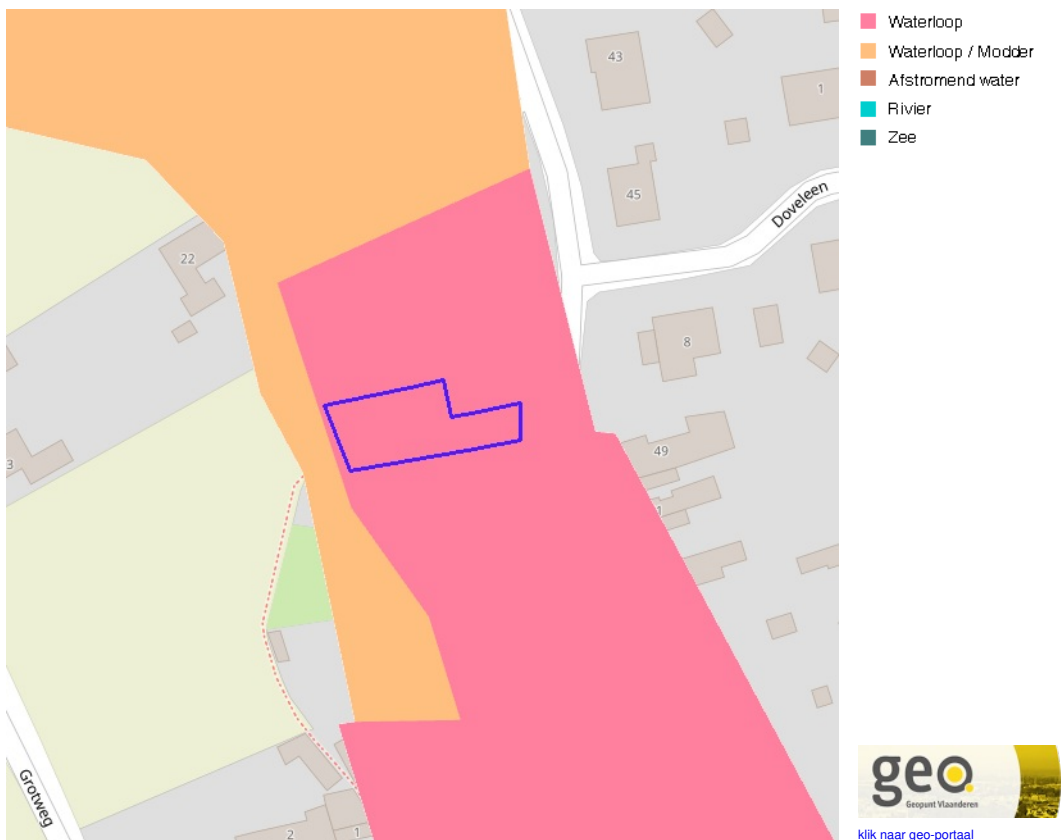 43
1
45
Doveleen
22
8
3
49
1
Grotweg
2
1
Waterloop
Waterloop / Modder
Afstromend water
Rivier
Zee
geo.
Geopunt Vlaanderen
klik naar geo-portaal